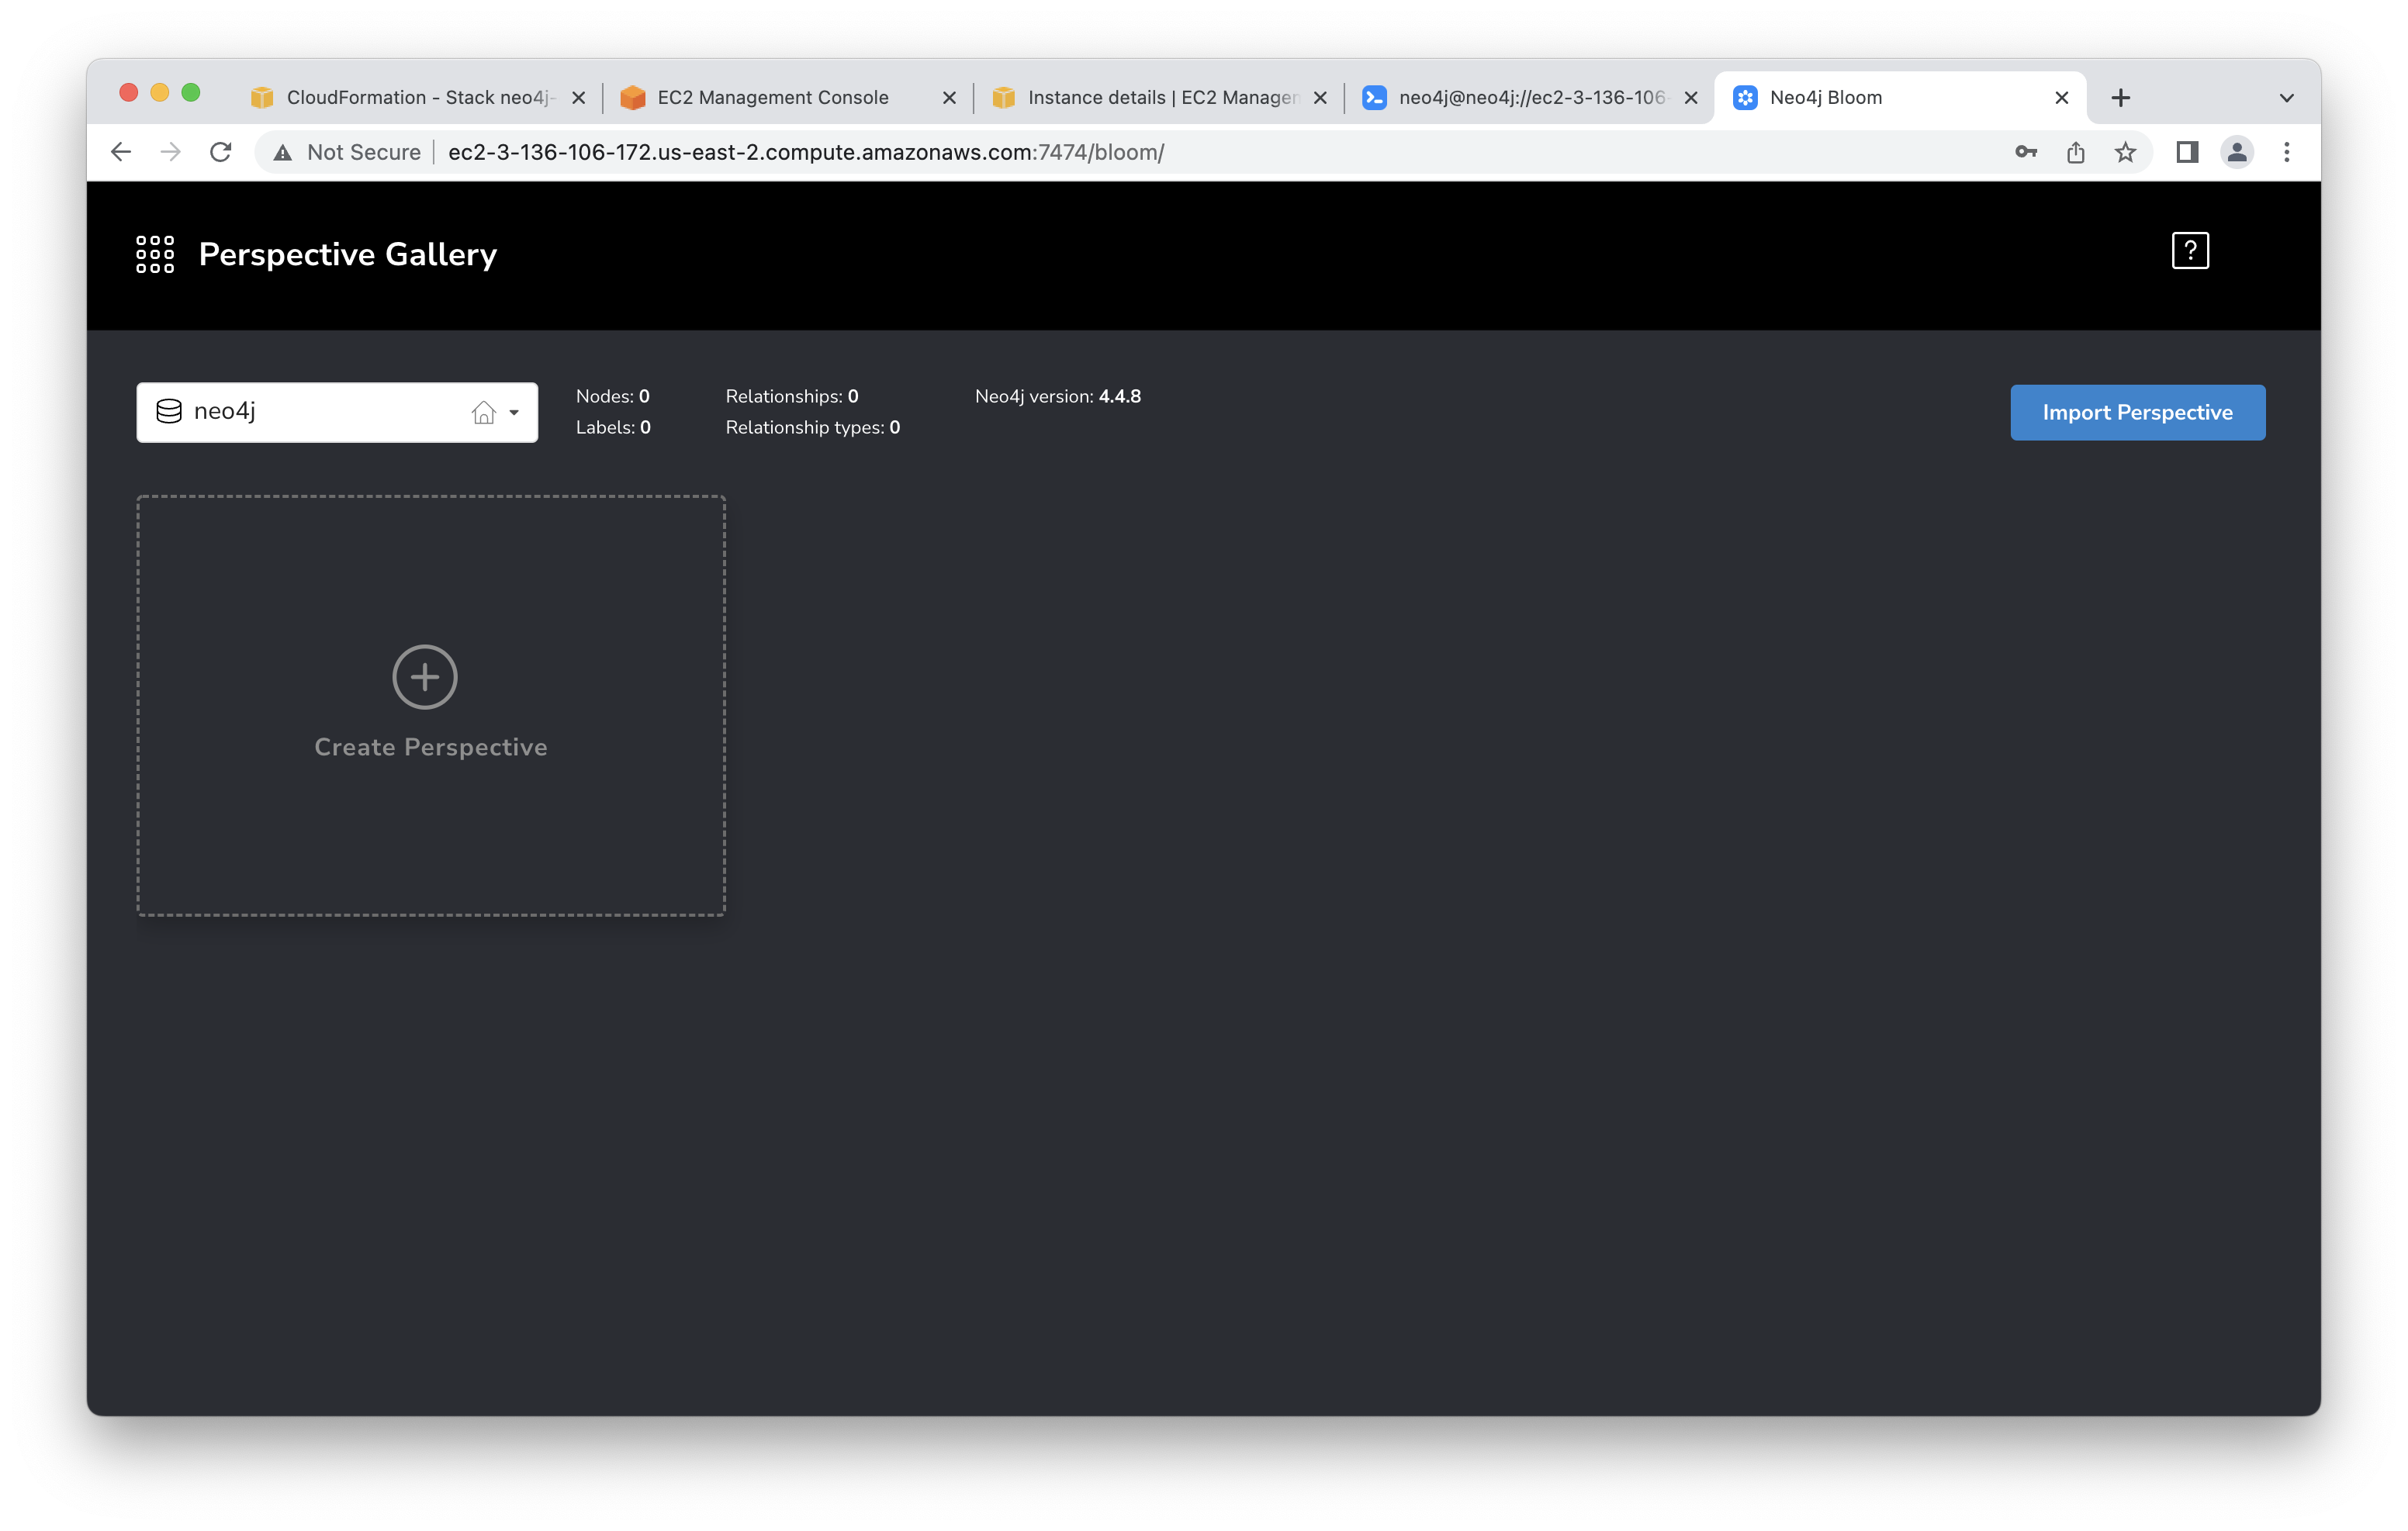 CloudFormation - Stack neo4j-
EC2 Management Console
Instance details | EC2 Manager
neo4j@neo4j://ec2-3-136-106-
Neo4j Bloom
Not Secure
ec2-3-136-106-172.us-east-2.compute.amazonaws.com:7474/bloom/
Perspective Gallery
?
neo4j
Nodes: 0
Relationships: 0
Neo4j version: 4.4.8
Labels: 0
Relationship types: 0
Import Perspective
Create Perspective